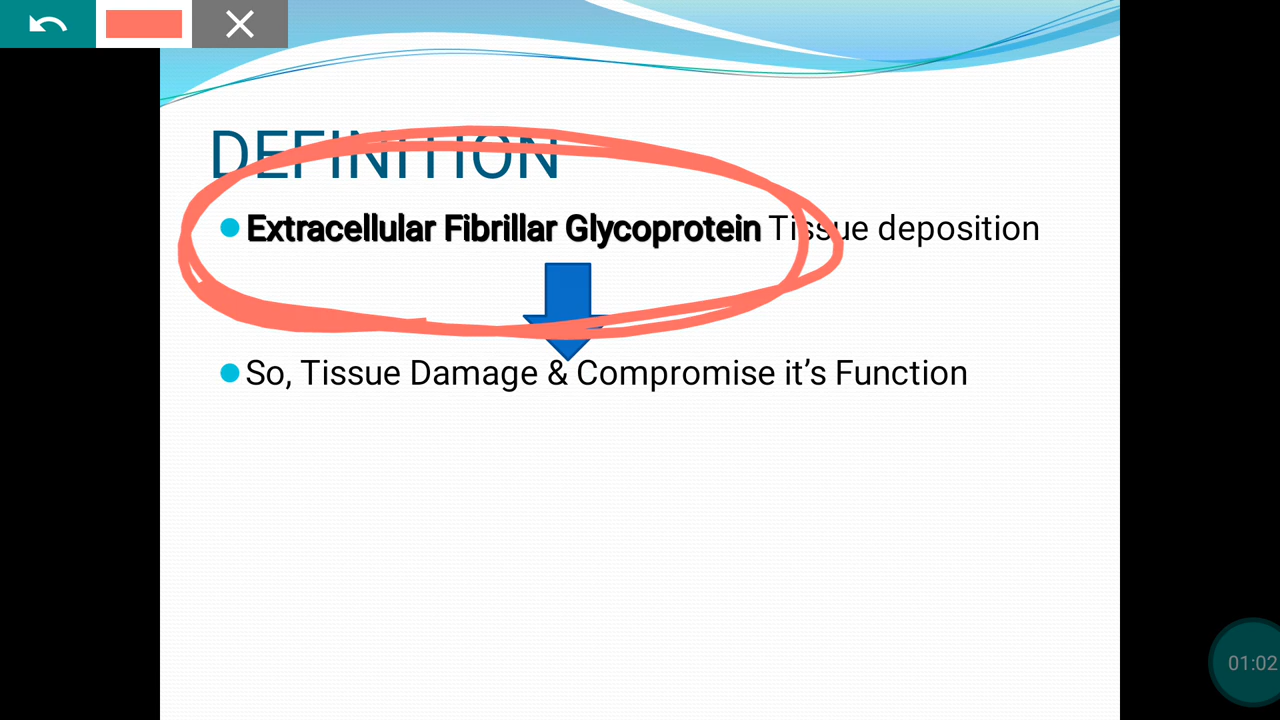 DEFINITION
Extracellular Fibrillar Glycoprotein Tissue deposition
So, Tissue Damage & Compromise it’s Function
01:02